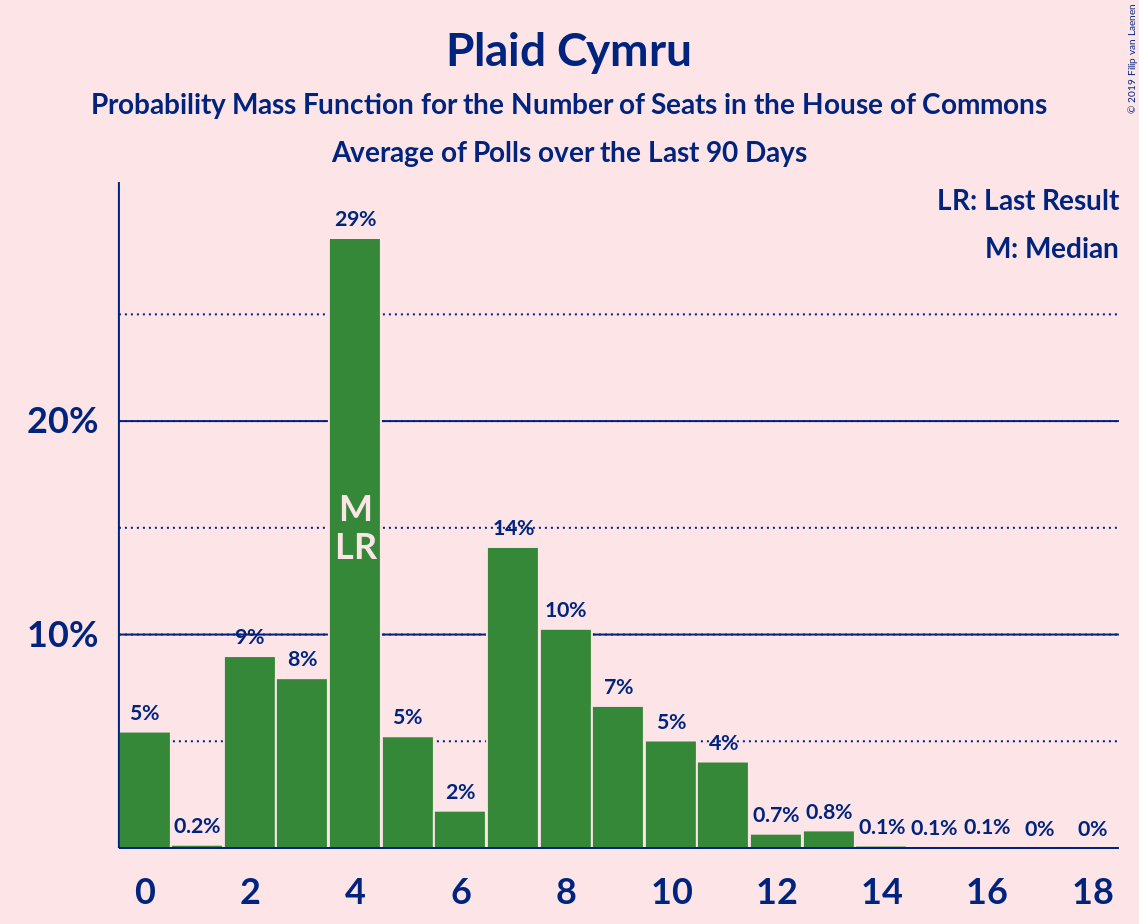 Plaid Cymru
Probability Mass Function for the Number of Seats in the House of Commons
Average of Polls over the Last 90 Days
© 2019 Filip van Laenen
LR: Last Result
M: Median
29%
20%
M
LR
14%
10%
10%
9%
8%
7%
5%
5%
5%
4%
2%
0.2%
0.7%
0.8%
0.1%
0.1%
0.1%
0%
0%
0 2 4 6 8 10 12 14 16 18